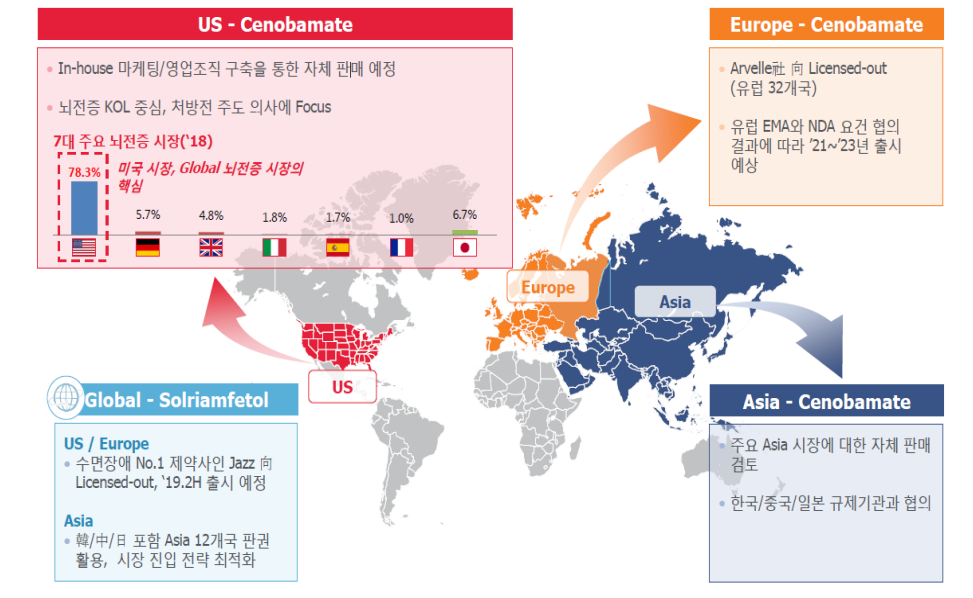 US - Cenobamate
• In-house 마케팅/영업조직 구축을 통한 자체 판매 예정
• 뇌전증 KOL 중심, 처방전 주도 의사에 Focus
7대 주요 뇌전증 시장('18)
미국 시장, Global 뇌전증 시장의
핵심
78.3%
5.7%
4.8%
1.8%
1.7%
1.0%
6.7%
Europe - Cenobamate
• Arvelle社 向 Licensed-out
(유럽 32개국)
• 유럽 EMA와 NDA 요건 협의
결과에 따라 '21~'23년 출시
예상
Europe
Asia
US
Global - Solriamfetol
US / Europe
• 수면장애 No.1 제약사인 Jazz 向
Licensed-out, '19.2H 출시 예정
Asia
• 韓/中/日 포함 Asia 12개국 판권
활용, 시장 진입 전략 최적화
Asia - Cenobamate
• 주요 Asia 시장에 대한 자체 판매
검토
• 한국/중국/일본 규제기관과 협의